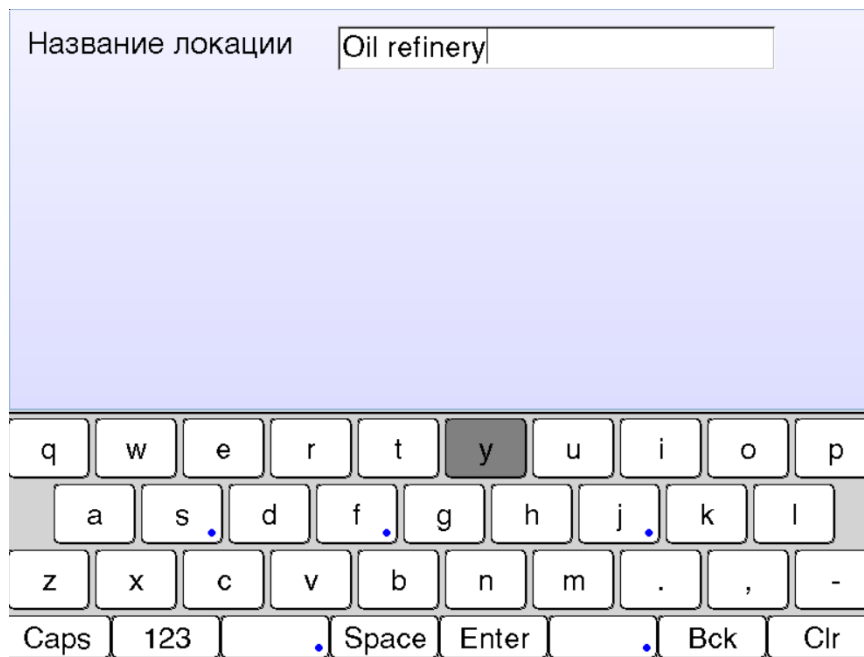 Название локации Oil refinery
q w e r t y u i o p
a s d f g h j k l
z x c v b n m . , -
Caps 123 Space Enter Bck Clr